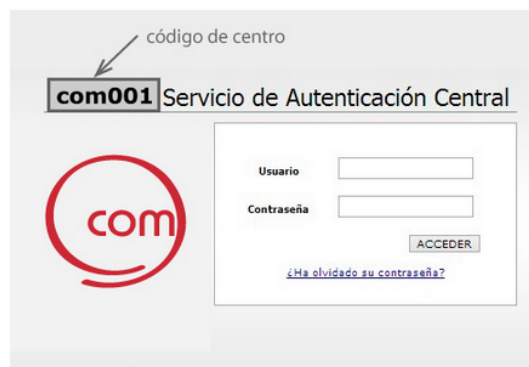 código de centro
com001 Servicio de Autenticación Central
com
Usuario
Contraseña
ACCEDER
¿Ha olvidado su contraseña?